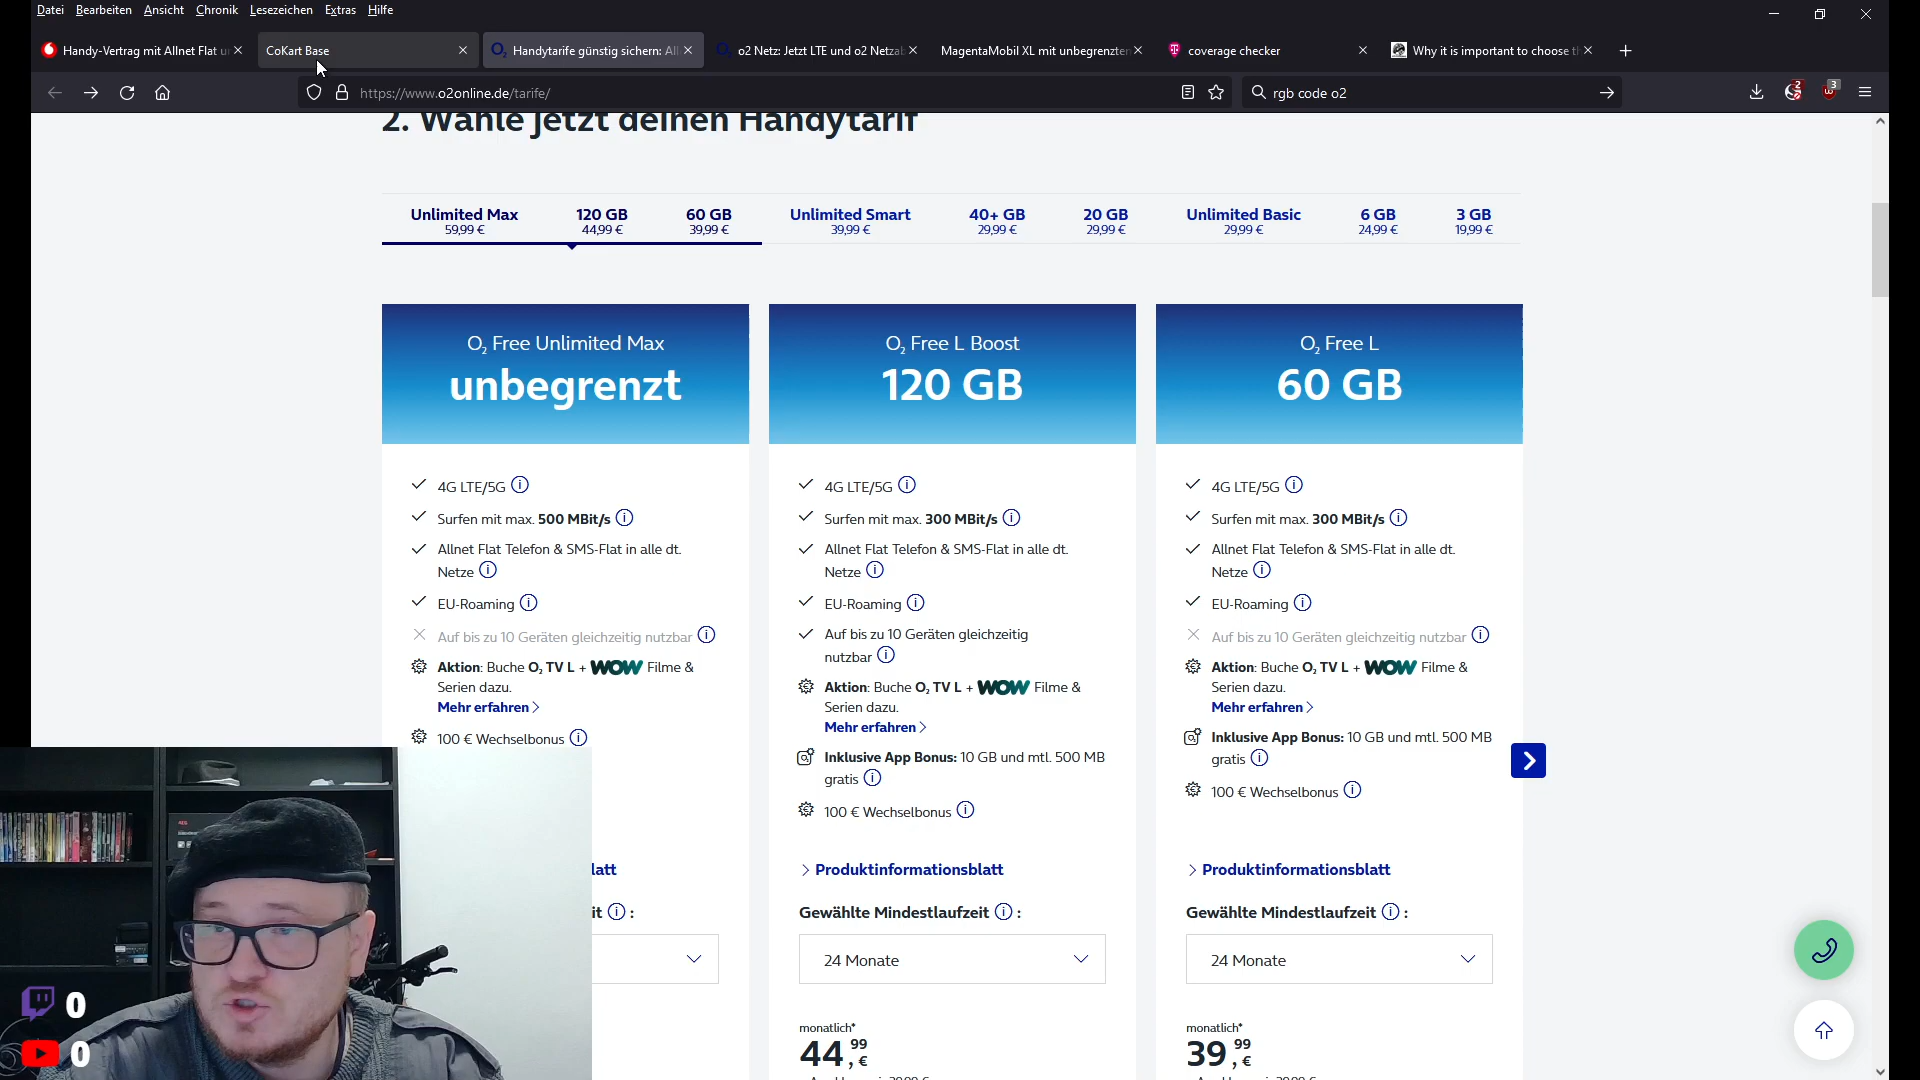 Datei Bearbeiten Ansicht Chronik Lesezeichen Extras Hilfe
Handy-Vertrag mit Allnet Flat u
CoKart Base
Handytarife günstig sichern: All
o2 Netz: Jetzt LTE und o2 Netzab
MagentaMobil XL mit unbegrenzten
coverage checker
Why it is important to choose th
https://www.o2online.de/tarife/
rgb code o2
2
3
2. Wähle jetzt deinen Handytarif
Unlimited Max 120 GB 60 GB Unlimited Smart 40+ GB 20 GB Unlimited Basic 6 GB 3 GB
59,99 € 44,99 € 39,99 € 39,99 € 29,99 € 29,99 € 29,99 € 24,99 € 19,99 €
O₂ Free Unlimited Max
unbegrenzt
4G LTE/5G
Surfen mit max. 500 MBit/s
Allnet Flat Telefon & SMS-Flat in alle dt.
Netze
EU-Roaming
Auf bis zu 10 Geräten gleichzeitig nutzbar
Aktion: Buche O₂ TV L + WOW Filme &
Serien dazu.
Mehr erfahren
100 € Wechselbonus
latt
it :
O₂ Free L Boost
120 GB
4G LTE/5G
Surfen mit max. 300 MBit/s
Allnet Flat Telefon & SMS-Flat in alle dt.
Netze
EU-Roaming
Auf bis zu 10 Geräten gleichzeitig
nutzbar
Aktion: Buche O₂ TV L + WOW Filme &
Serien dazu.
Mehr erfahren
Inklusive App Bonus: 10 GB und mtl. 500 MB
gratis
100 € Wechselbonus
Produktinformationsblatt
Gewählte Mindestlaufzeit :
24 Monate
monatlich*
44,99 €
O₂ Free L
60 GB
4G LTE/5G
Surfen mit max. 300 MBit/s
Allnet Flat Telefon & SMS-Flat in alle dt.
Netze
EU-Roaming
Auf bis zu 10 Geräten gleichzeitig nutzbar
Aktion: Buche O₂ TV L + WOW Filme &
Serien dazu.
Mehr erfahren
Inklusive App Bonus: 10 GB und mtl. 500 MB
gratis
100 € Wechselbonus
Produktinformationsblatt
Gewählte Mindestlaufzeit :
24 Monate
monatlich*
39,99 €
0
0